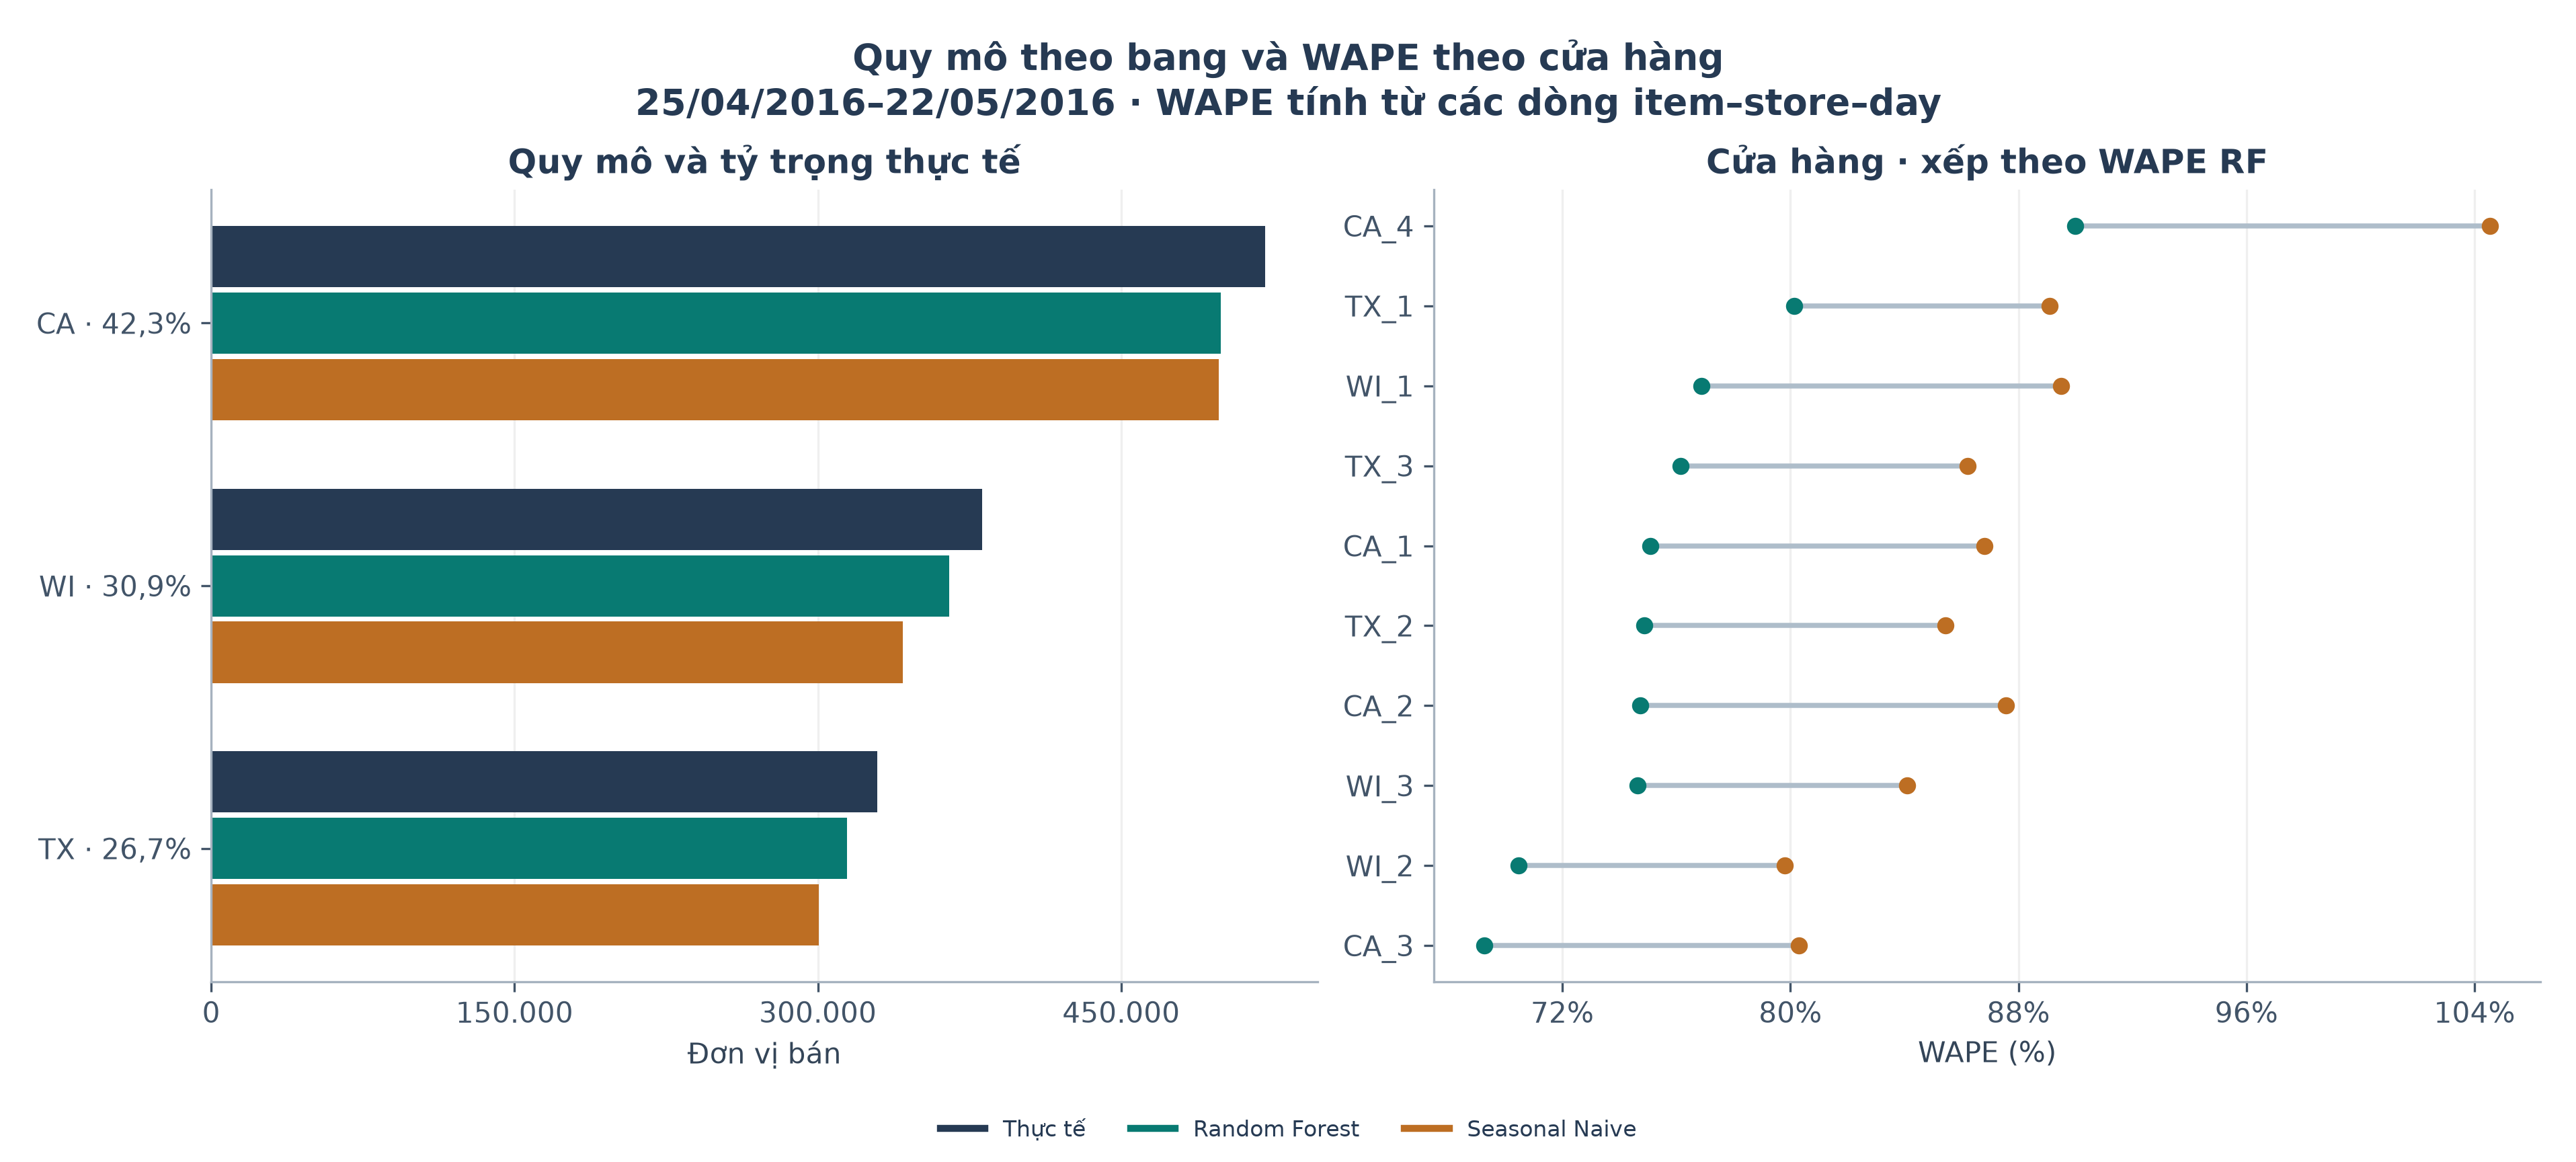 Quy mô theo bang và WAPE theo cửa hàng
25/04/2016–22/05/2016 · WAPE tính từ các dòng item–store–day
Quy mô và tỷ trọng thực tế
CA · 42,3%
WI · 30,9%
TX · 26,7%
0
150.000
300.000
450.000
Đơn vị bán
Cửa hàng · xếp theo WAPE RF
CA_4
TX_1
WI_1
TX_3
CA_1
TX_2
CA_2
WI_3
WI_2
CA_3
72%
80%
88%
96%
104%
WAPE (%)
Thực tế
Random Forest
Seasonal Naive